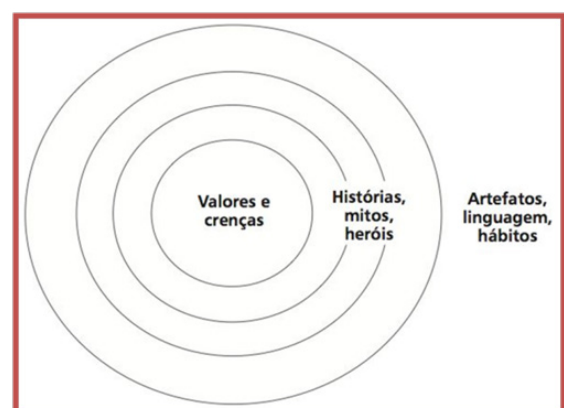 Valores e
crenças
Histórias,
mitos,
heróis
Artefatos,
linguagem,
hábitos